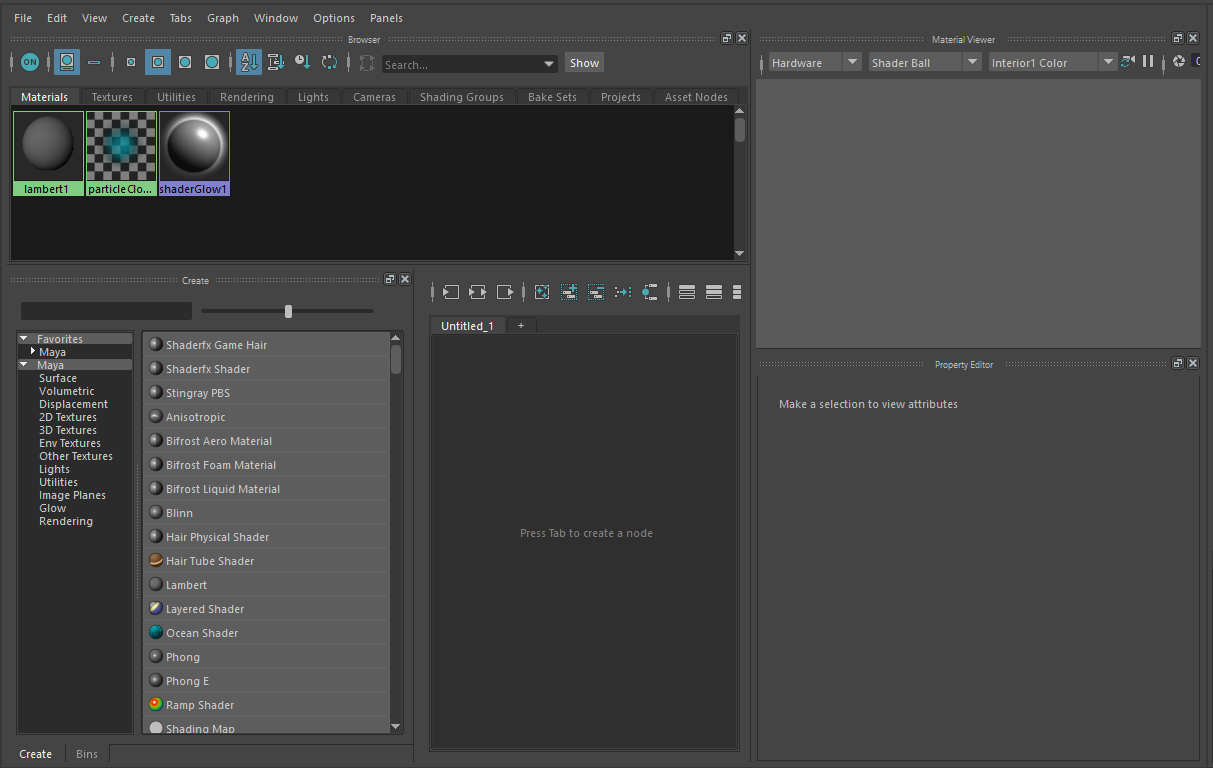 File Edit View Create Tabs Graph Window Options Panels
Browser
ON
Search...
Show
Materials Textures Utilities Rendering Lights Cameras Shading Groups Bake Sets Projects Asset Nodes
lambert1 particleClo... shaderGlow1
Material Viewer
Hardware Shader Ball Interior1 Color
Create
Favorites
Maya
Maya
Surface
Volumetric
Displacement
2D Textures
3D Textures
Env Textures
Other Textures
Lights
Utilities
Image Planes
Glow
Rendering
Shaderfx Game Hair
Shaderfx Shader
Stingray PBS
Anisotropic
Bifrost Aero Material
Bifrost Foam Material
Bifrost Liquid Material
Blinn
Hair Physical Shader
Hair Tube Shader
Lambert
Layered Shader
Ocean Shader
Phong
Phong E
Ramp Shader
Shading Map
Create Bins
Untitled_1 +
Press Tab to create a node
Property Editor
Make a selection to view attributes